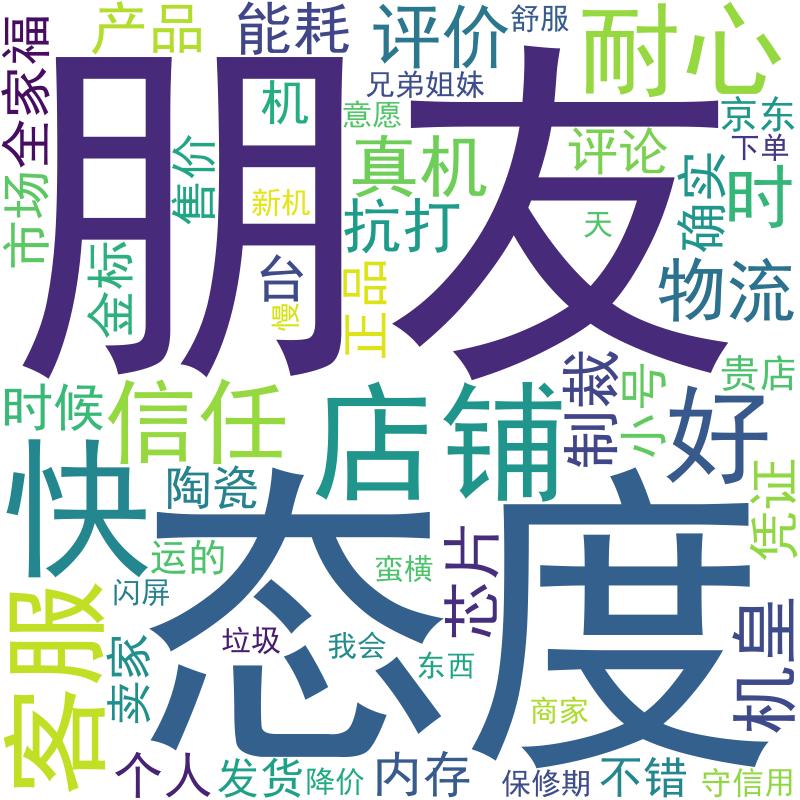 全家福
产品
能耗
评价
舒服
耐心
朋友
机
兄弟姐妹
意愿
京东
下单
市场
售价
真机
评论
时
确实
新机
抗打
天
金标
台
慢
正品
物流
时候
信任
店铺
制裁
小号
贵店
好
快
陶瓷
态度
凭证
运的
芯片
蛮横
闪屏
客服
卖家
垃圾
我会
东西
机皇
商家
个人
发货
降价
内存
保修期
不错
守信用